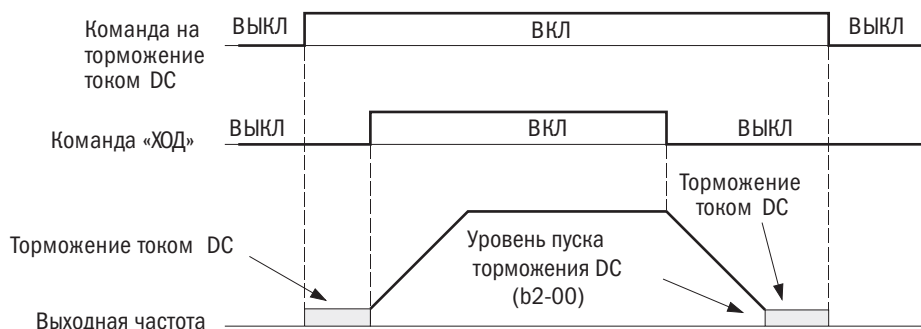 Команда на
торможение
током DC
ВЫКЛ
ВКЛ
ВЫКЛ
Команда «ХОД»
ВЫКЛ
ВКЛ
ВЫКЛ
Торможение током DC
Уровень пуска
торможения DC
(b2-00)
Торможение
током DC
Выходная частота